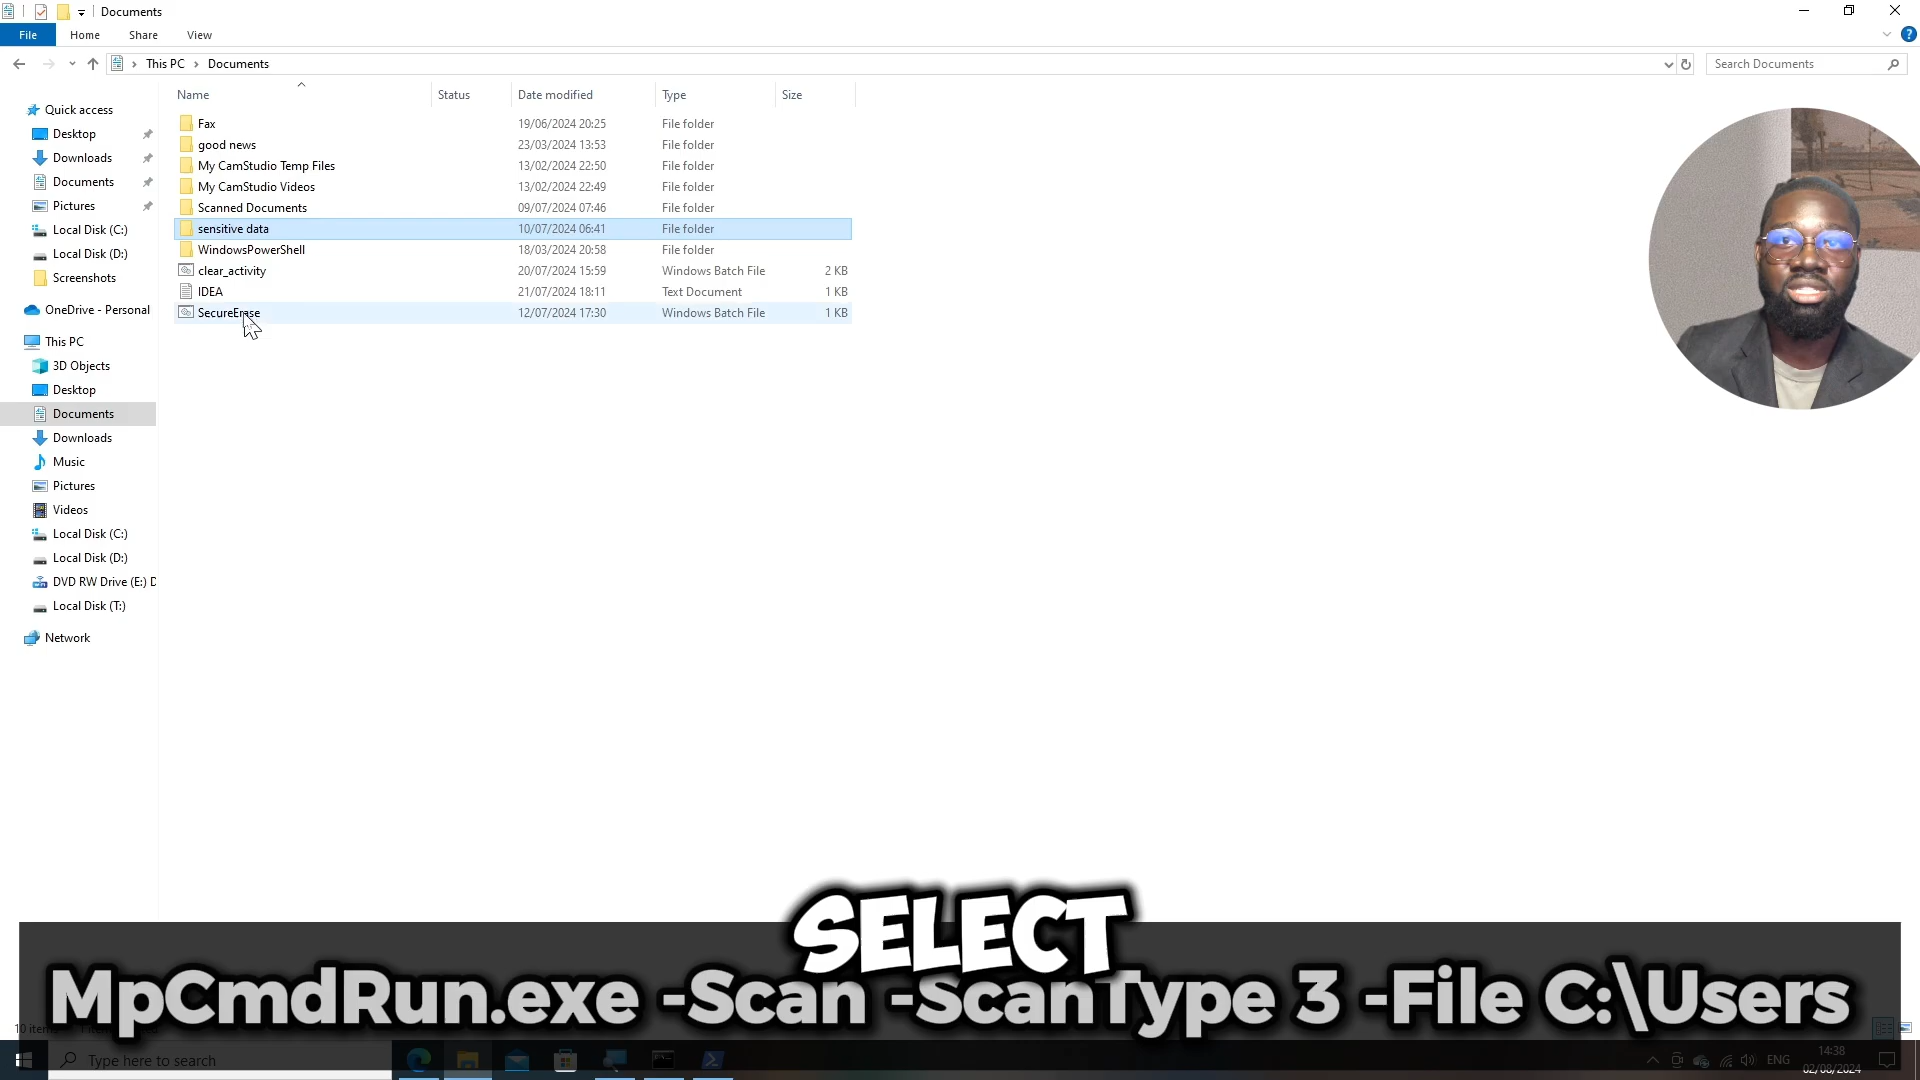 Documents
File Home Share View
This PC > Documents
Search Documents
Name Status Date modified Type Size
Fax 19/06/2024 20:25 File folder
good news 23/03/2024 13:53 File folder
My CamStudio Temp Files 13/02/2024 22:50 File folder
My CamStudio Videos 13/02/2024 22:49 File folder
Scanned Documents 09/07/2024 07:46 File folder
sensitive data 10/07/2024 06:41 File folder
WindowsPowerShell 18/03/2024 20:58 File folder
clear_activity 20/07/2024 15:59 Windows Batch File 2 KB
IDEA 21/07/2024 18:11 Text Document 1 KB
SecureErase 12/07/2024 17:30 Windows Batch File 1 KB
Quick access
Desktop
Downloads
Documents
Pictures
Local Disk (C:)
Local Disk (D:)
Screenshots
OneDrive - Personal
This PC
3D Objects
Desktop
Documents
Downloads
Music
Pictures
Videos
Local Disk (C:)
Local Disk (D:)
DVD RW Drive (E:) D
Local Disk (T:)
Network
SELECT
MpCmdRun.exe -Scan -ScanType 3 -File C:\Users
10 items
Type here to search
ENG
14:38
02/08/2024